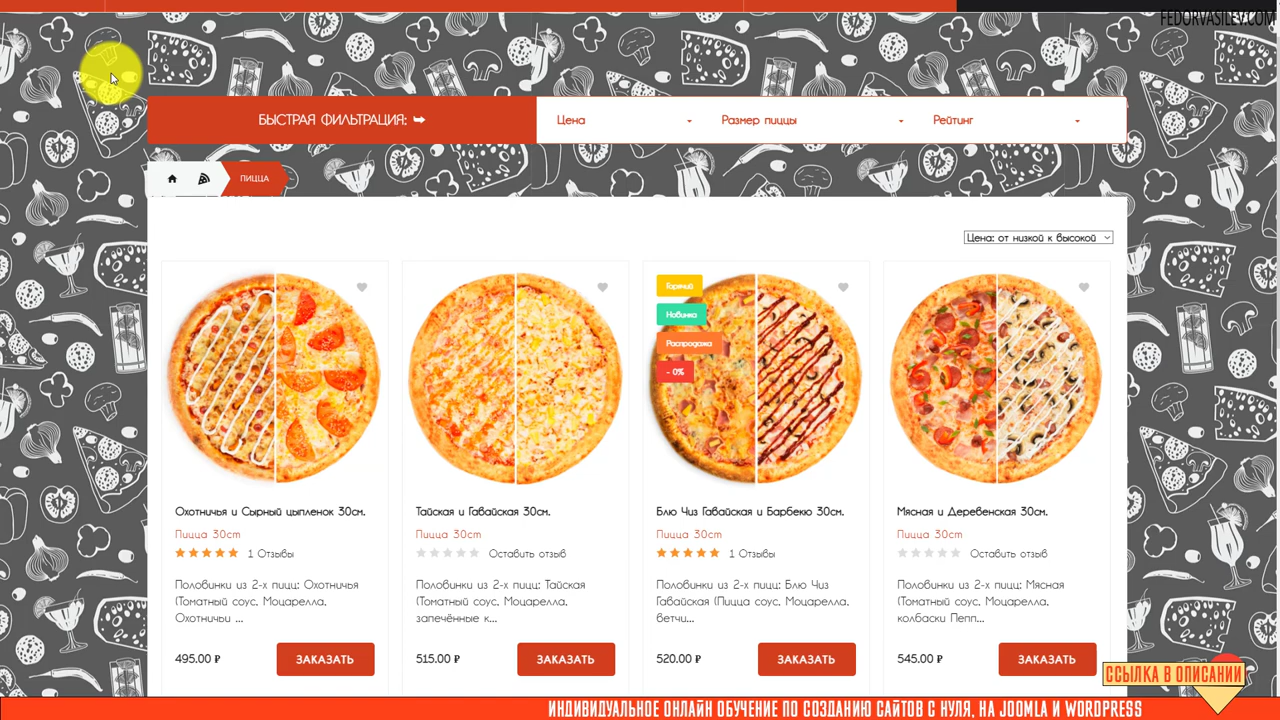 FEDORVASILEV.COM
БЫСТРАЯ ФИЛЬТРАЦИЯ:
Цена
Размер пиццы
Рейтинг
ПИЦЦА
Цена: от низкой к высокой
Горячий
Новинка
Распродажа
- 0%
Охотничья и Сырный цыпленок 30см.
Пицца 30cm
1 Отзывы
Половинки из 2-х пицц: Охотничья
(Томатный соус, Моцарелла,
Охотничьи ...
495.00 ₽
ЗАКАЗАТЬ
Тайская и Гавайская 30см.
Пицца 30cm
Оставить отзыв
Половинки из 2-х пицц: Тайская
(Томатный соус, Моцарелла,
запечённые к...
515.00 ₽
ЗАКАЗАТЬ
Блю Чиз Гавайская и Барбекю 30см.
Пицца 30cm
1 Отзывы
Половинки из 2-х пицц: Блю Чиз
Гавайская (Пицца соус, Моцарелла,
ветчи...
520.00 ₽
ЗАКАЗАТЬ
Мясная и Деревенская 30см.
Пицца 30cm
Оставить отзыв
Половинки из 2-х пицц: Мясная
(Томатный соус, Моцарелла,
колбаски Пепп...
545.00 ₽
ЗАКАЗАТЬ
ССЫЛКА В ОПИСАНИИ
ИНДИВИДУАЛЬНОЕ ОНЛАЙН ОБУЧЕНИЕ ПО СОЗДАНИЮ САЙТОВ С НУЛЯ, НА JOOMLA И WORDPRESS